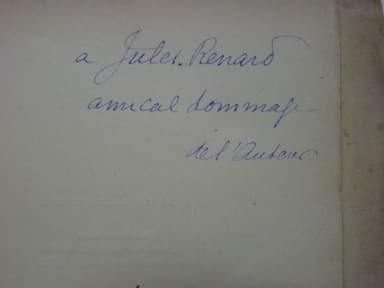 a Jules Renard
amical hommage
de l'Auteur